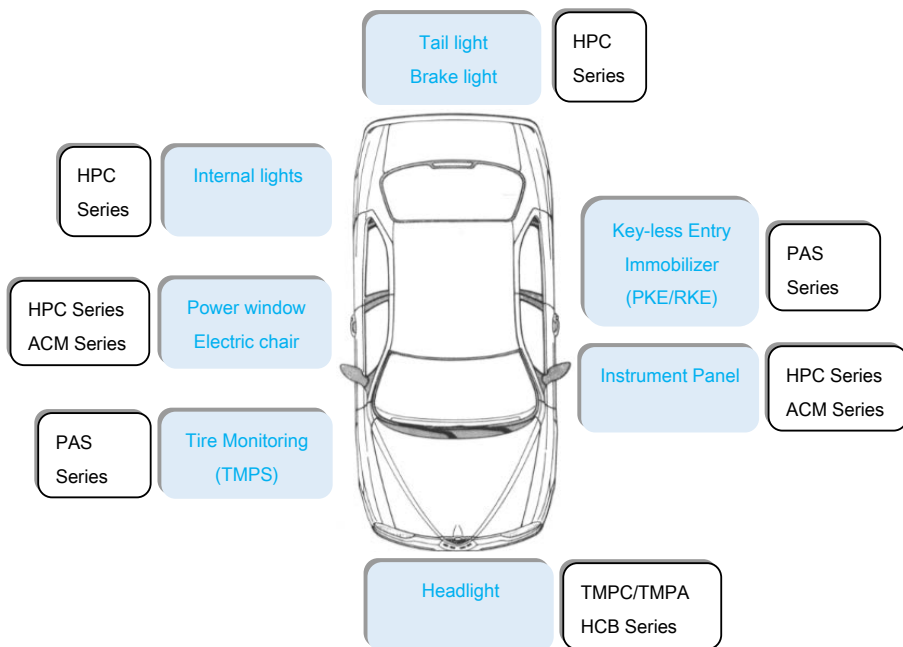 Tail light
Brake light
HPC
Series
HPC
Series
Internal lights
Key-less Entry
Immobilizer
(PKE/RKE)
PAS
Series
HPC Series
ACM Series
Power window
Electric chair
Instrument Panel
HPC Series
ACM Series
PAS
Series
Tire Monitoring
(TMPS)
Headlight
TMPC/TMPA
HCB Series